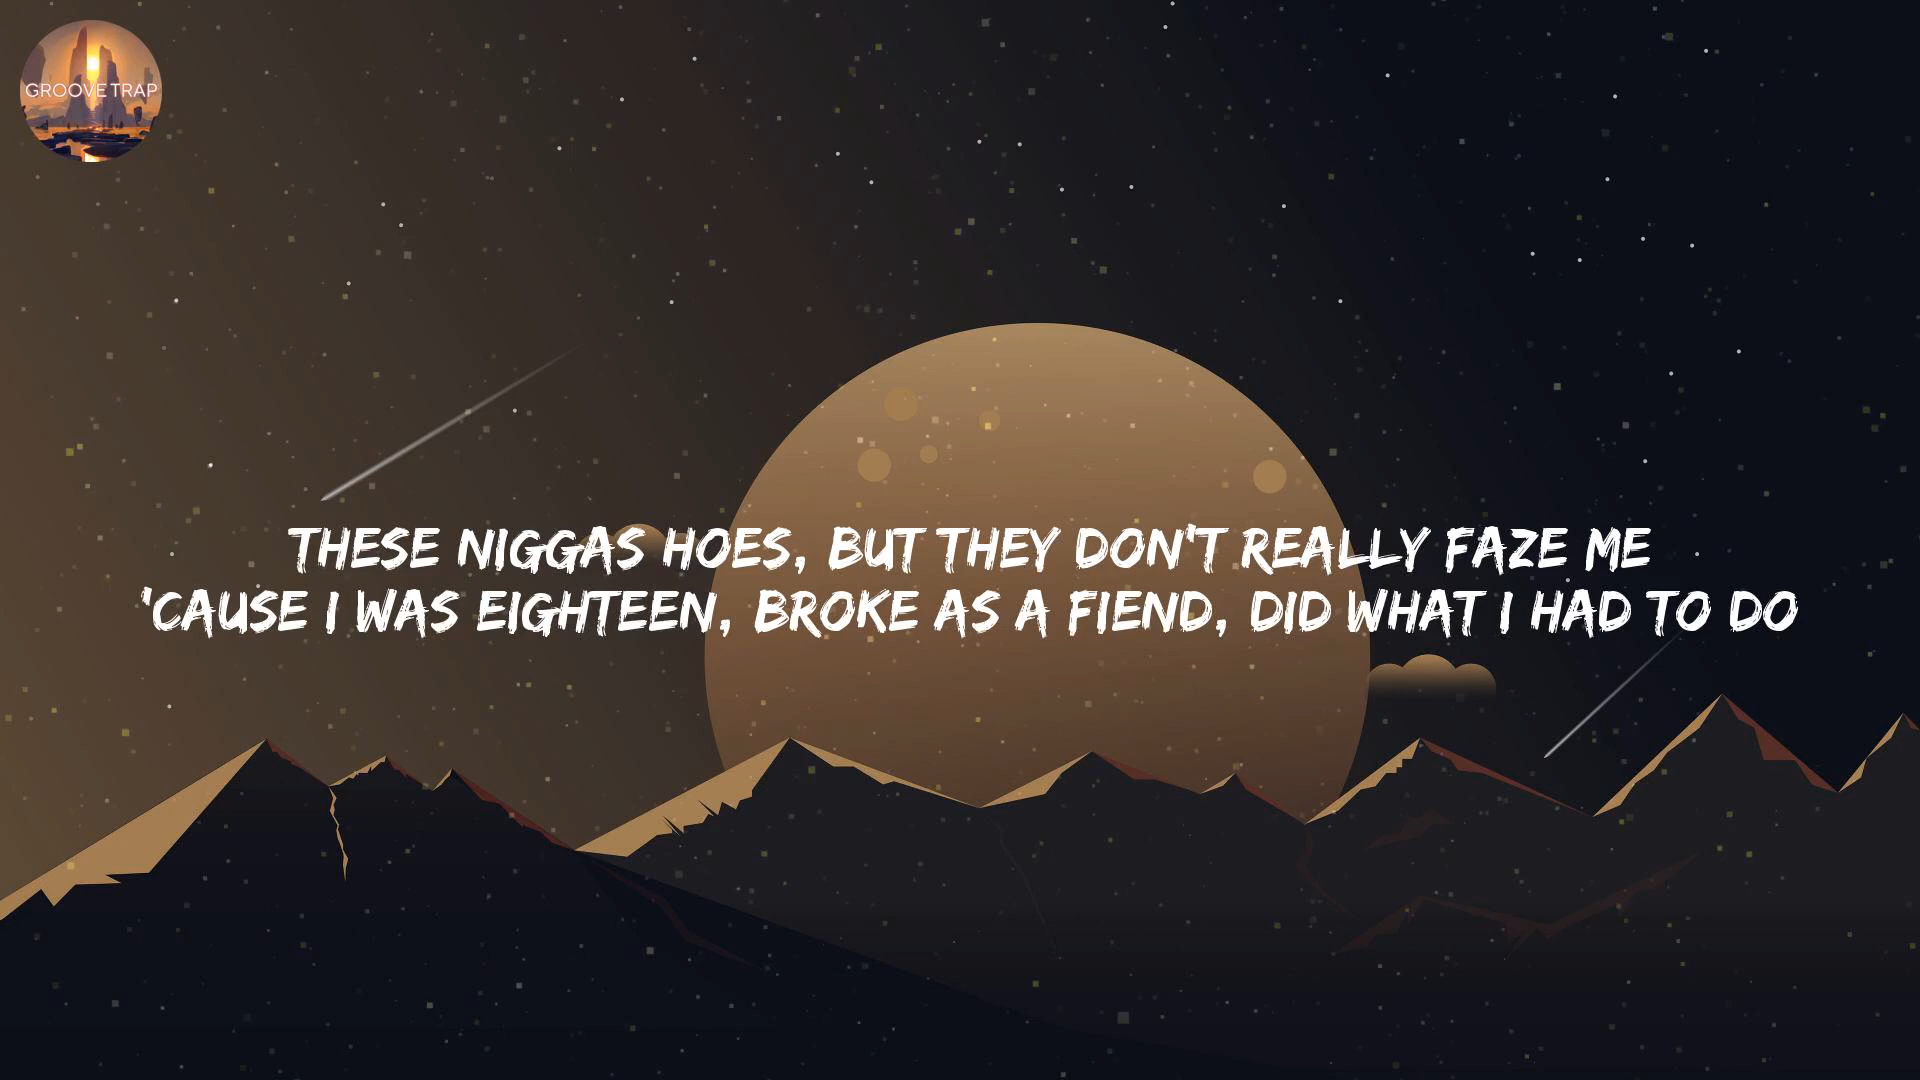 GROOVE TRAP
THESE NIGGAS HOES, BUT THEY DON'T REALLY FAZE ME
'CAUSE I WAS EIGHTEEN, BROKE AS A FIEND, DID WHAT I HAD TO DO